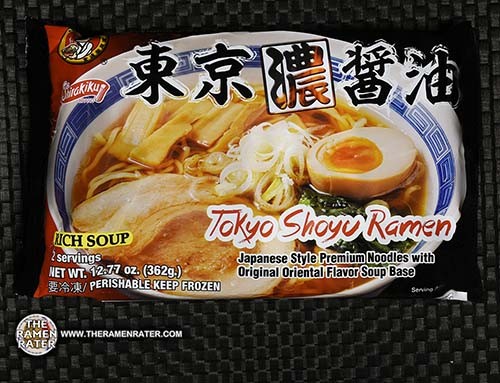 東京濃醤油
Shirakiku
Tokyo Shoyu Ramen
RICH SOUP
2 servings
NET WT. 12.77 oz. (362g.)
要冷凍/ PERISHABLE KEEP FROZEN
Japanese Style Premium Noodles with
Original Oriental Flavor Soup Base
Serving
THE
RAMEN
RATER
WWW.THERAMENRATER.COM